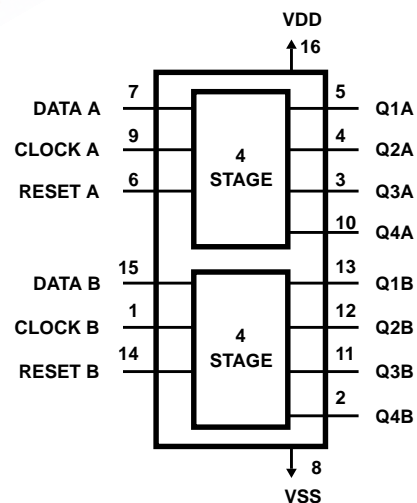 VDD
16
7
5
DATA A
Q1A
9
4
CLOCK A
Q2A
4
STAGE
6
3
RESET A
Q3A
10
Q4A
15
13
DATA B
Q1B
1
12
CLOCK B
Q2B
4
STAGE
14
11
RESET B
Q3B
2
Q4B
8
VSS